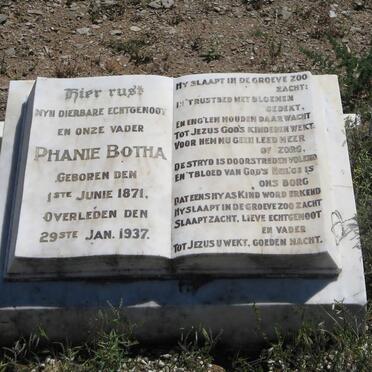 Hier rust
MYN DIERBARE ECHTGENOOT
EN ONZE VADER
PHANIE BOTHA
GEBOREN DEN
1STE JUNIE 1871.
OVERLEDEN DEN
29STE JAN. 1937.
HY SLAAPT IN DE GROEVE ZOO
ZACHT:
IN 'T RUSTBED MET BLOEMEN
GEDEKT,
EN ENG'LEN HOUDEN DAAR WACHT
TOT JEZUS GOD'S KINDEREN WEKT.
VOOR HEM NU GEEN LEED MEER
OF ZORG.
DE STRYD IS DOORSTREDEN VOLEIND
EN 'T BLOED VAN GOD'S HEIL'GE IS
ONS BORG
DAT EENS HY AS KIND WORD ERKEND
HY SLAAPT IN DE GROEVE ZOO ZACHT
SLAAPT ZACHT, LIEVE ECHTGENOOT
EN VADER
TOT JEZUS U WEKT, GOEDEN NACHT.